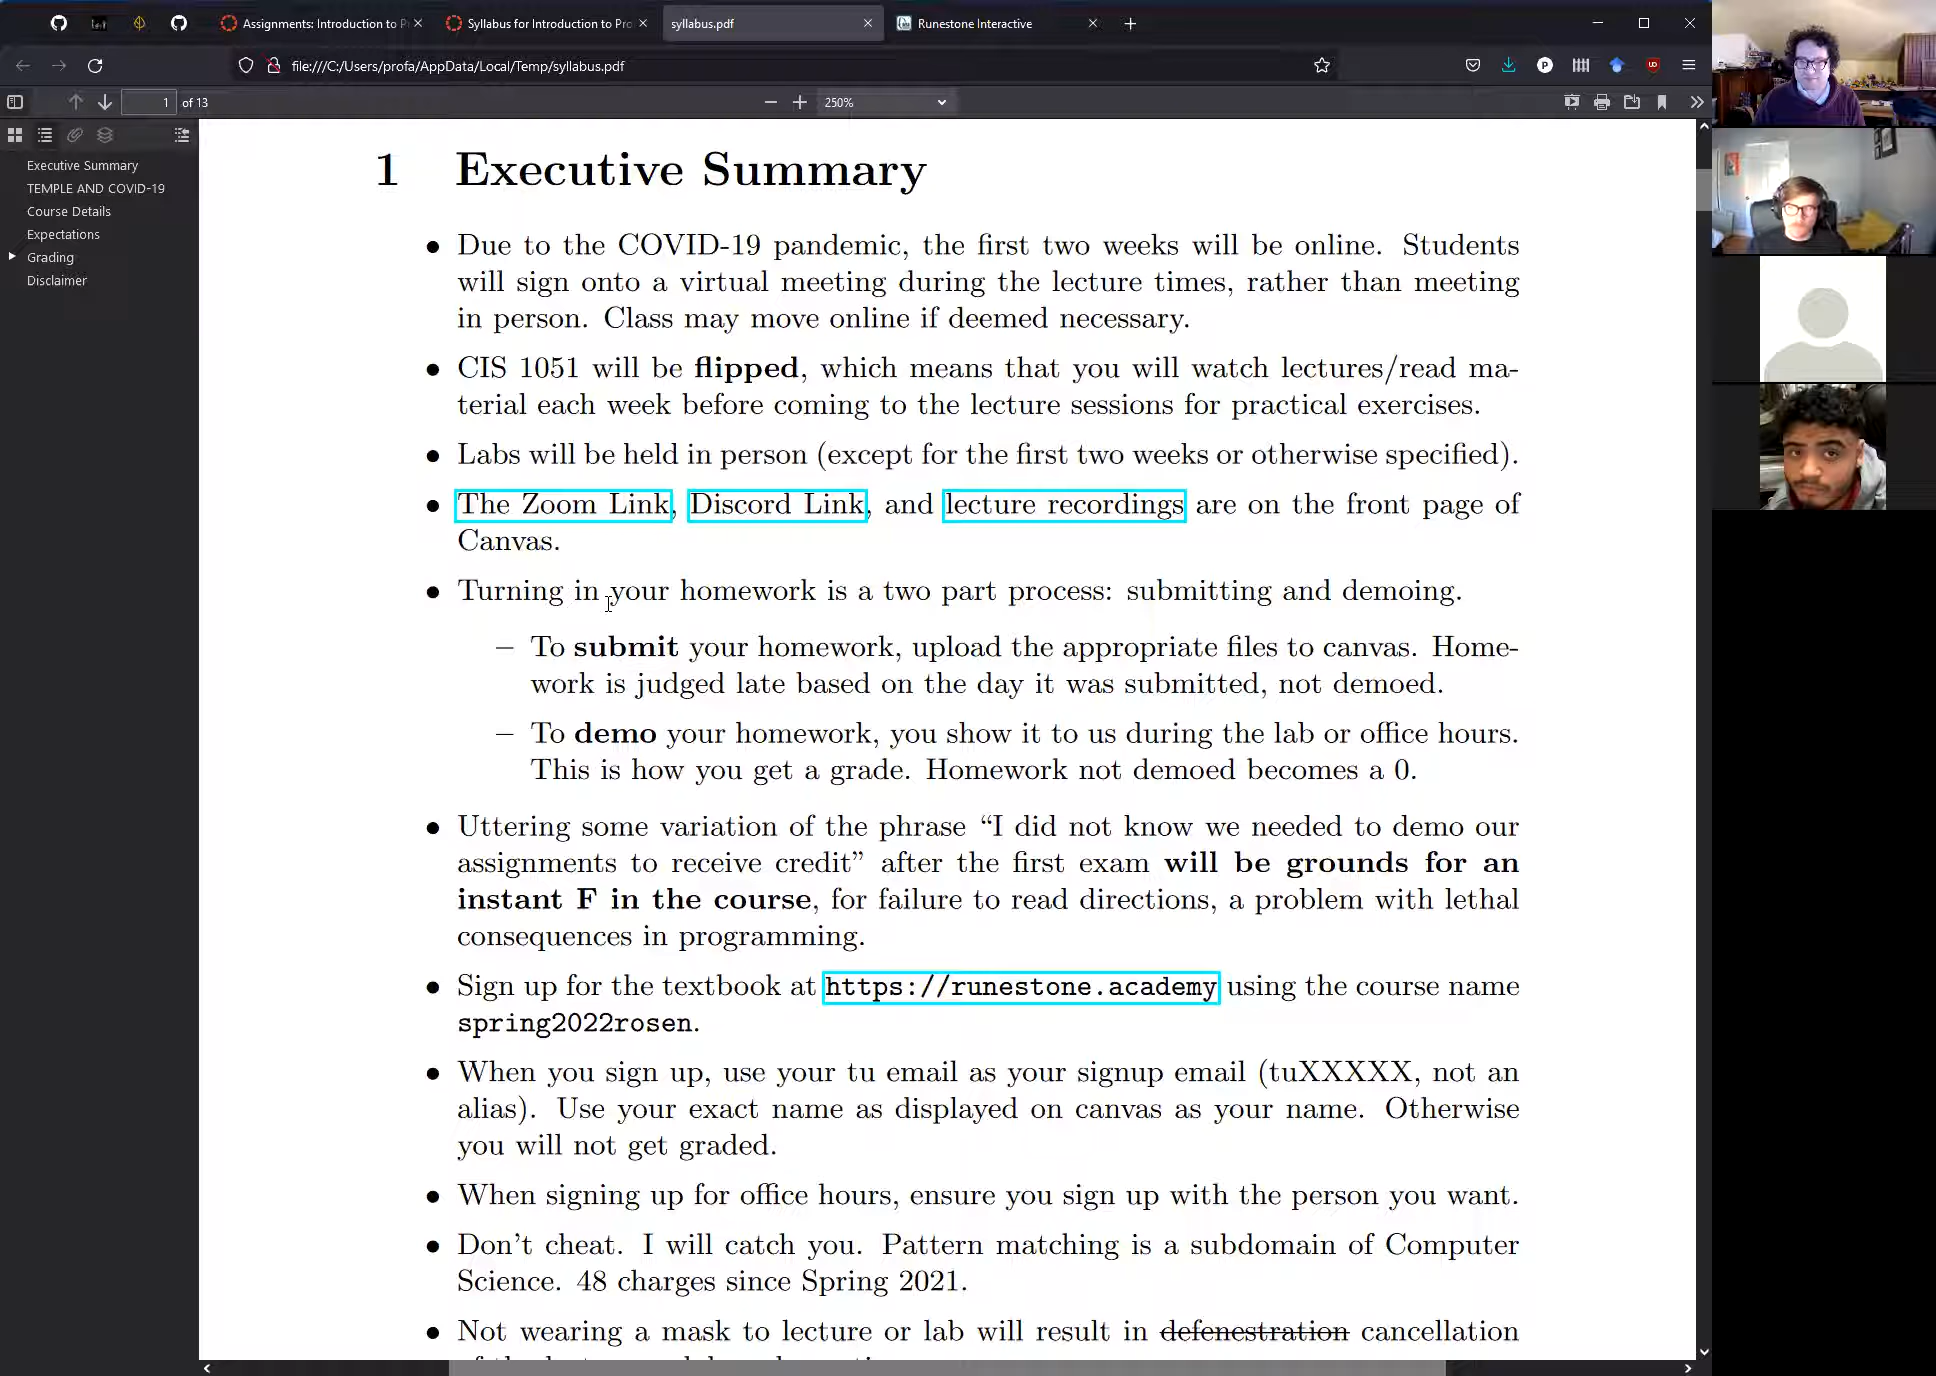 Assignments: Introduction to P
Syllabus for Introduction to Pro
syllabus.pdf
Runestone Interactive
file:///C:/Users/profa/AppData/Local/Temp/syllabus.pdf
1 of 13
250%
Executive Summary
TEMPLE AND COVID-19
Course Details
Expectations
Grading
Disclaimer
1 Executive Summary
• Due to the COVID-19 pandemic, the first two weeks will be online. Students
will sign onto a virtual meeting during the lecture times, rather than meeting
in person. Class may move online if deemed necessary.
• CIS 1051 will be flipped, which means that you will watch lectures/read ma-
terial each week before coming to the lecture sessions for practical exercises.
• Labs will be held in person (except for the first two weeks or otherwise specified).
• The Zoom Link, Discord Link, and lecture recordings are on the front page of
Canvas.
• Turning in your homework is a two part process: submitting and demoing.
– To submit your homework, upload the appropriate files to canvas. Home-
work is judged late based on the day it was submitted, not demoed.
– To demo your homework, you show it to us during the lab or office hours.
This is how you get a grade. Homework not demoed becomes a 0.
• Uttering some variation of the phrase “I did not know we needed to demo our
assignments to receive credit” after the first exam will be grounds for an
instant F in the course, for failure to read directions, a problem with lethal
consequences in programming.
• Sign up for the textbook at https://runestone.academy using the course name
spring2022rosen.
• When you sign up, use your tu email as your signup email (tuXXXXX, not an
alias). Use your exact name as displayed on canvas as your name. Otherwise
you will not get graded.
• When signing up for office hours, ensure you sign up with the person you want.
• Don’t cheat. I will catch you. Pattern matching is a subdomain of Computer
Science. 48 charges since Spring 2021.
• Not wearing a mask to lecture or lab will result in defenestration cancellation